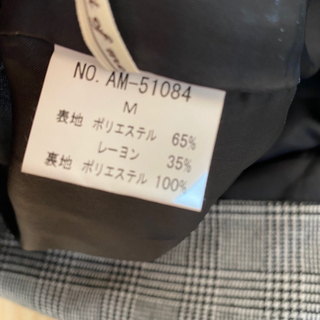 NO. AM-51084
M
表地 ポリエステル 65%
レーヨン 35%
裏地 ポリエステル 100%